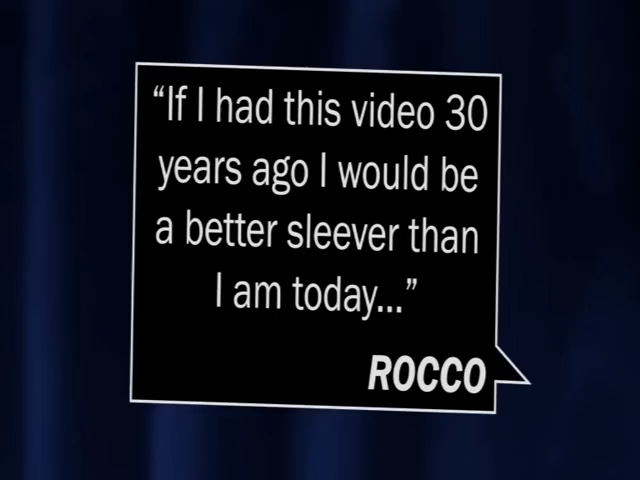 “If I had this video 30
years ago I would be
a better sleever than
I am today...”
ROCCO